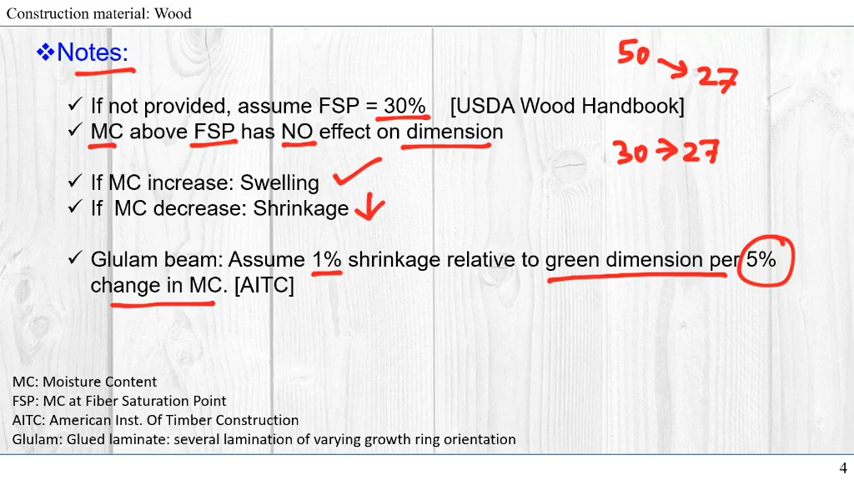 Construction material: Wood
❖Notes:
50 → 27
✓ If not provided, assume FSP = 30% [USDA Wood Handbook]
✓ MC above FSP has NO effect on dimension
30 → 27
✓ If MC increase: Swelling
✓ If MC decrease: Shrinkage
✓ Glulam beam: Assume 1% shrinkage relative to green dimension per 5%
change in MC. [AITC]
MC: Moisture Content
FSP: MC at Fiber Saturation Point
AITC: American Inst. Of Timber Construction
Glulam: Glued laminate: several lamination of varying growth ring orientation
4